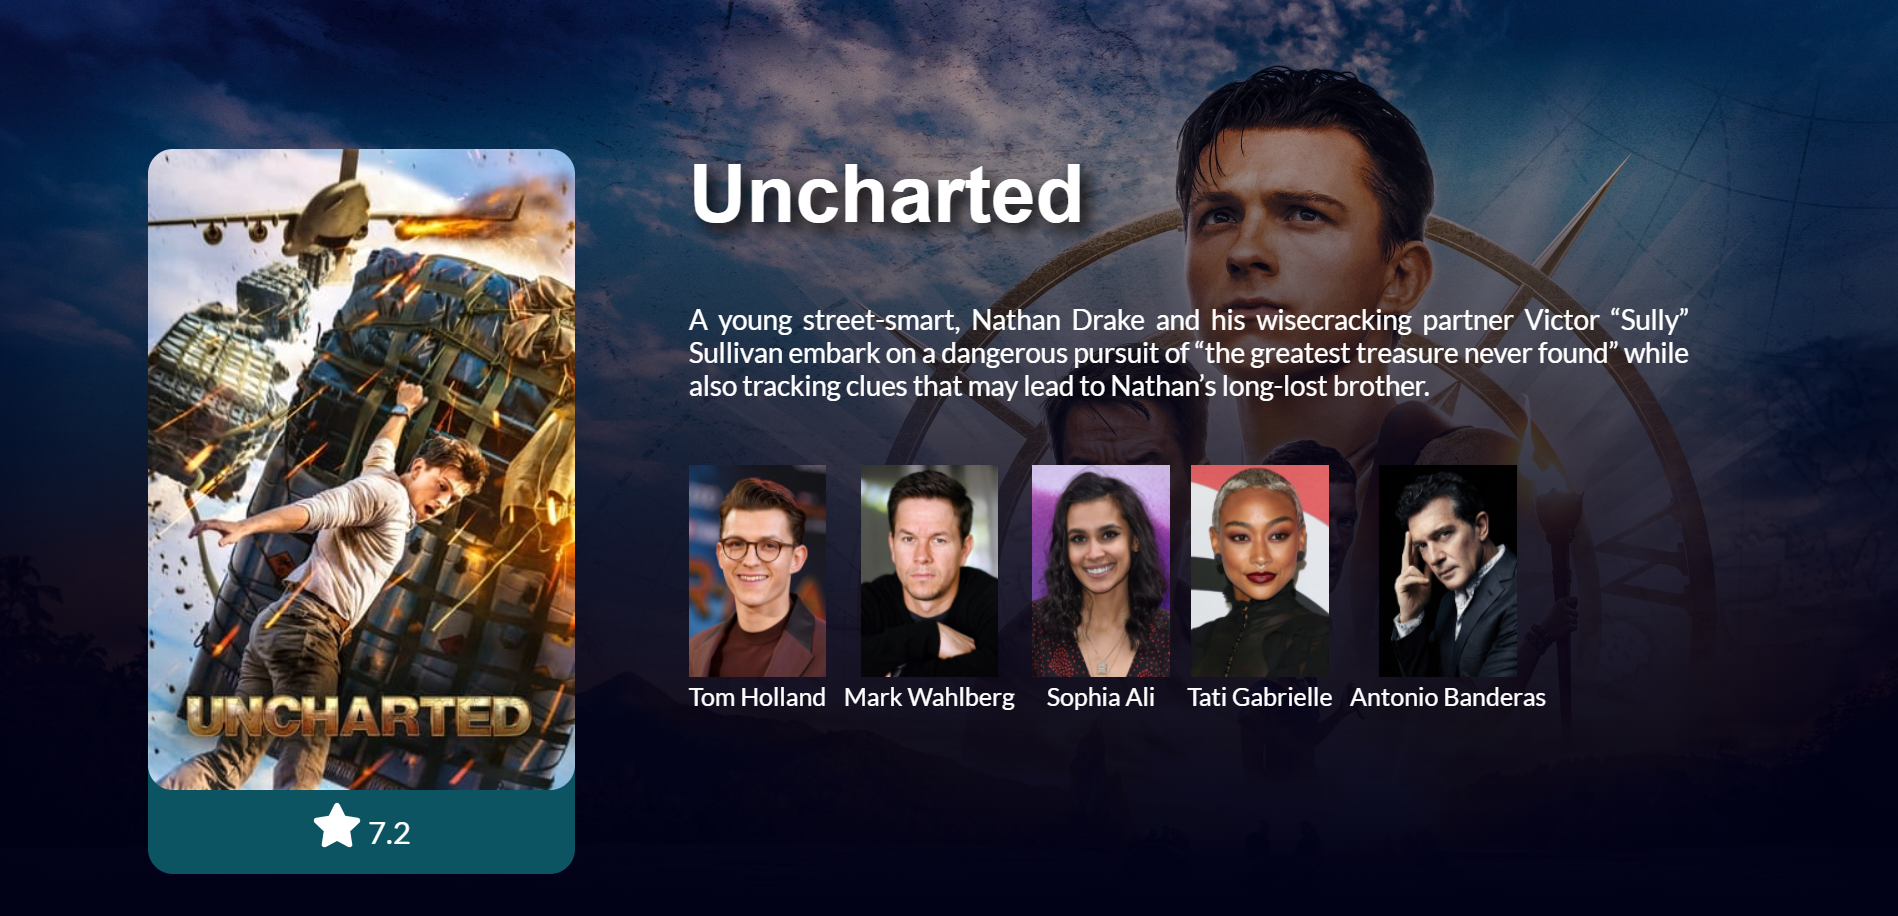 Uncharted
A young street-smart, Nathan Drake and his wisecracking partner Victor “Sully”
Sullivan embark on a dangerous pursuit of “the greatest treasure never found” while
also tracking clues that may lead to Nathan’s long-lost brother.
Tom Holland Mark Wahlberg Sophia Ali Tati Gabrielle Antonio Banderas
UNCHARTED
7.2